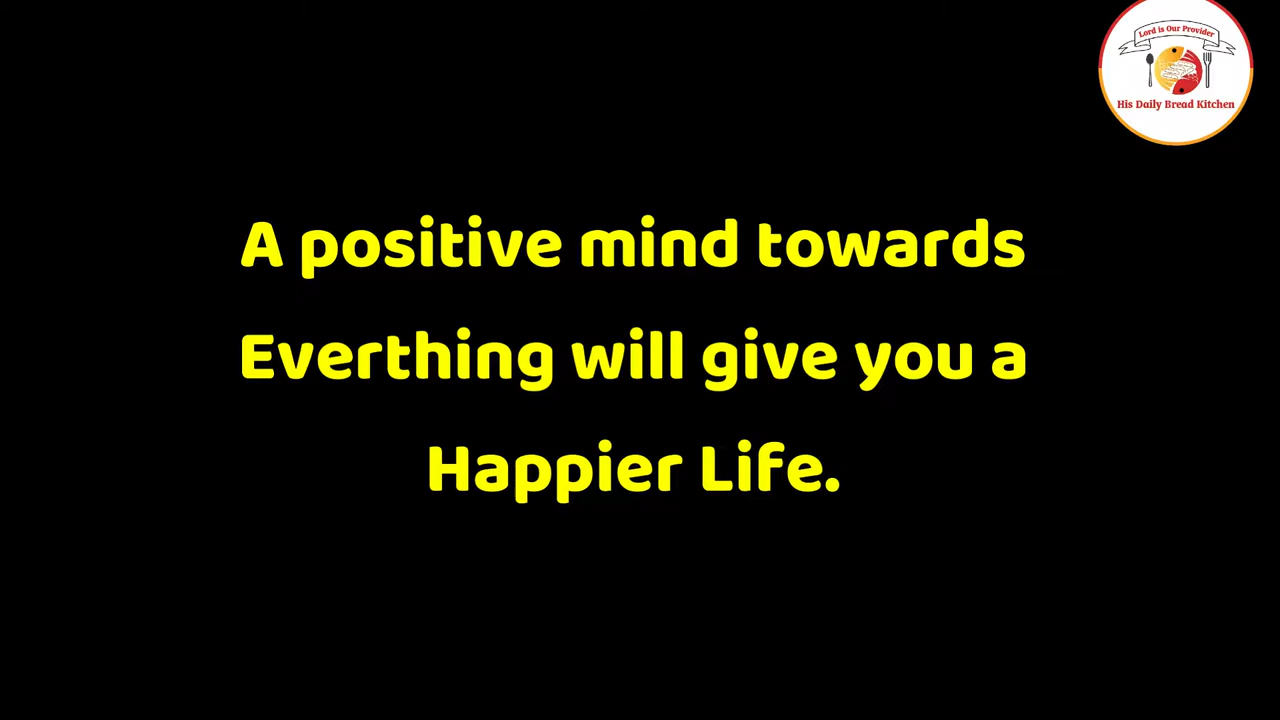 Lord is Our Provider
His Daily Bread Kitchen
A positive mind towards
Everthing will give you a
Happier Life.